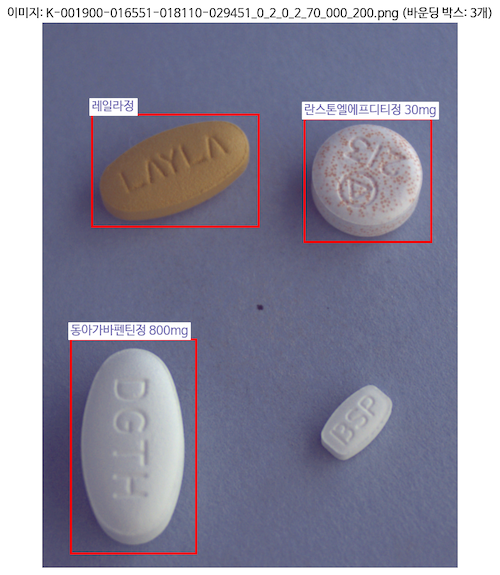 이미지: K-001900-016551-018110-029451_0_2_0_2_70_000_200.png (바운딩 박스: 3개)
레일라정
란스톤엘에프디티정 30mg
LAYLA
동아가바펜틴정 800mg
DGTH
BSP